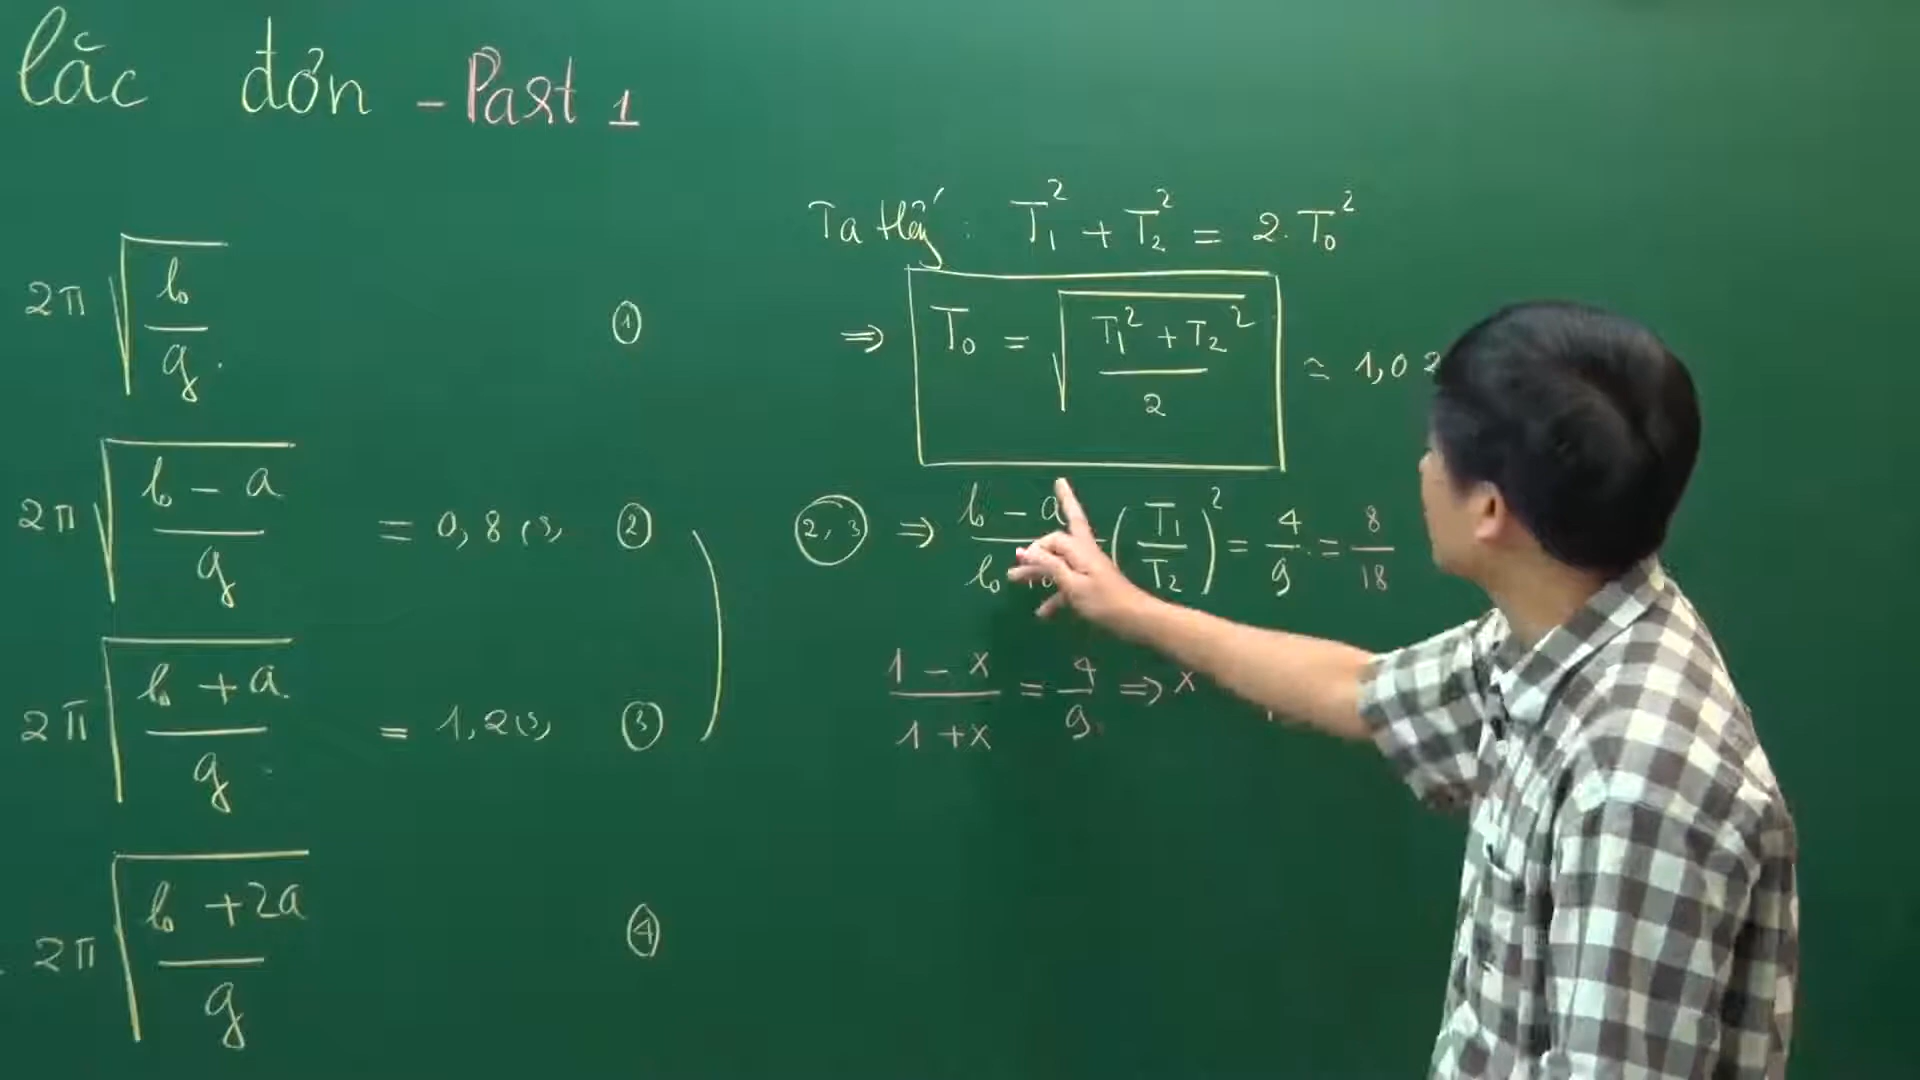 lắc đơn - Part 1
2π √(l₀/g) ①
2π √((l₀ - a)/g) = 0,8 (s) ②
2π √((l₀ + a)/g) = 1,2 (s) ③
2π √((l₀ + 2a)/g) ④
Ta thấy: T₁² + T₂² = 2.T₀²
⇒ T₀ = √((T₁² + T₂²)/2) ≃ 1,02
(2,3) ⇒ (l₀ - a)/(l₀ + a) (T₁/T₂)² = 4/9 = 8/18
(1 - x)/(1 + x) = 4/9 ⇒ x